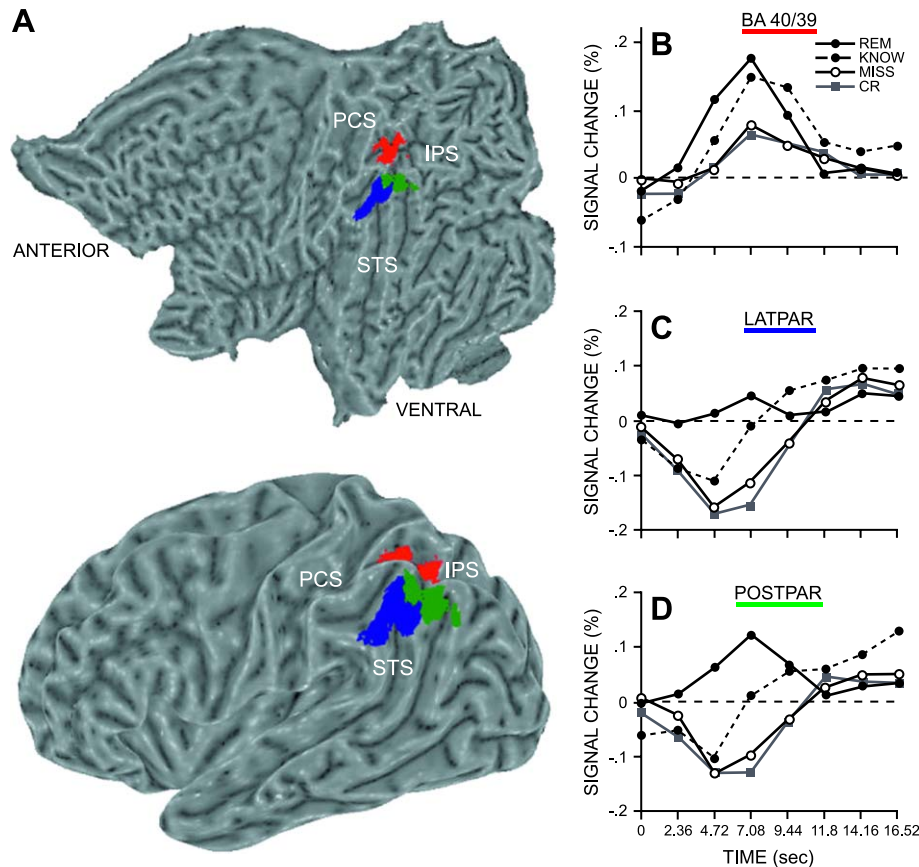 A
PCS
IPS
ANTERIOR
STS
VENTRAL
PCS
IPS
STS
B
BA 40/39
REM
KNOW
MISS
CR
SIGNAL CHANGE (%)
.2
.1
0
-.1
C
LATPAR
SIGNAL CHANGE (%)
.2
.1
0
-.1
-.2
D
POSTPAR
SIGNAL CHANGE (%)
.2
.1
0
-.1
.2
0 2.36 4.72 7.08 9.44 11.8 14.16 16.52
TIME (sec)